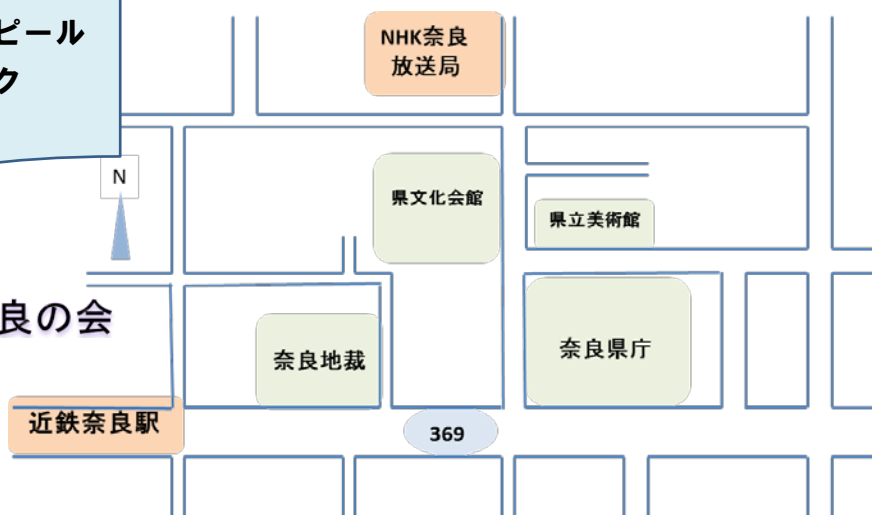 ピール
ク
NHK奈良
放送局
N
県文化会館
県立美術館
良の会
奈良地裁
奈良県庁
近鉄奈良駅
369